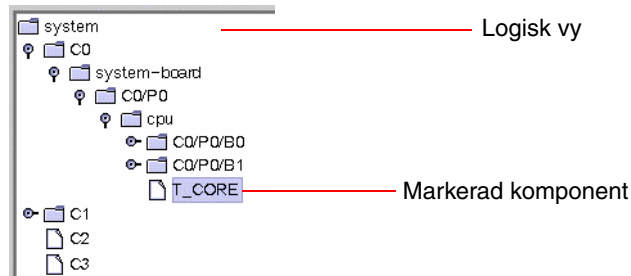 system
Logisk vy
C0
system-board
C0/P0
cpu
C0/P0/B0
C0/P0/B1
T_CORE
Markerad komponent
C1
C2
C3